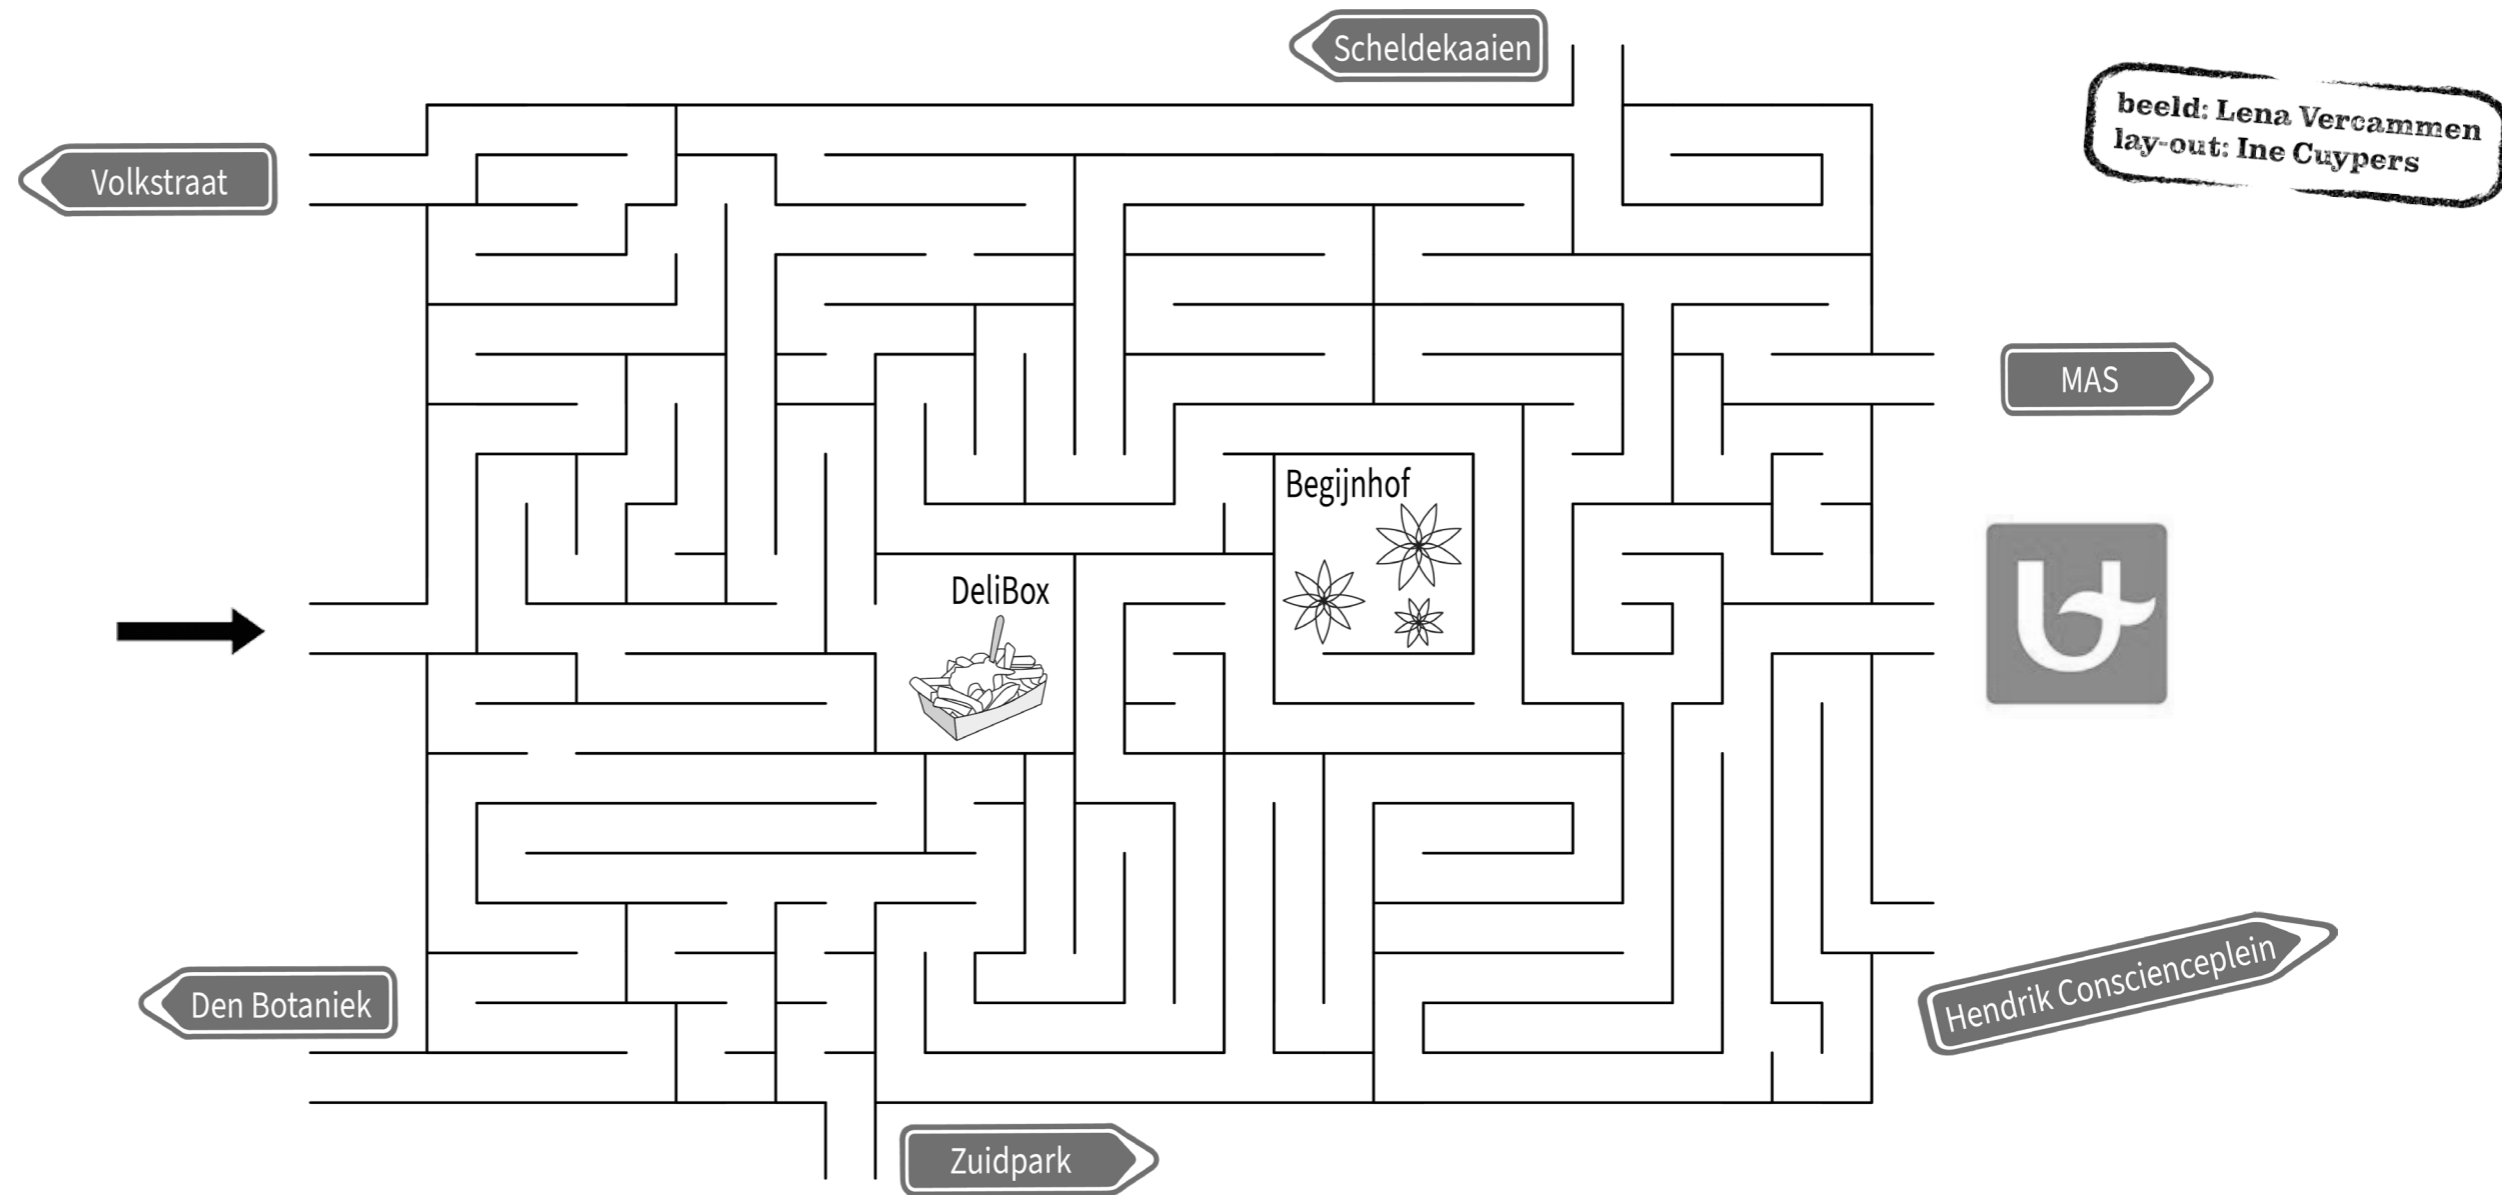 Scheldekaaien
beeld: Lena Vercammen
lay-out: Ine Cuypers
Volkstraat
MAS
Begijnhof
DeliBox
Den Botaniek
Hendrik Conscienceplein
Zuidpark